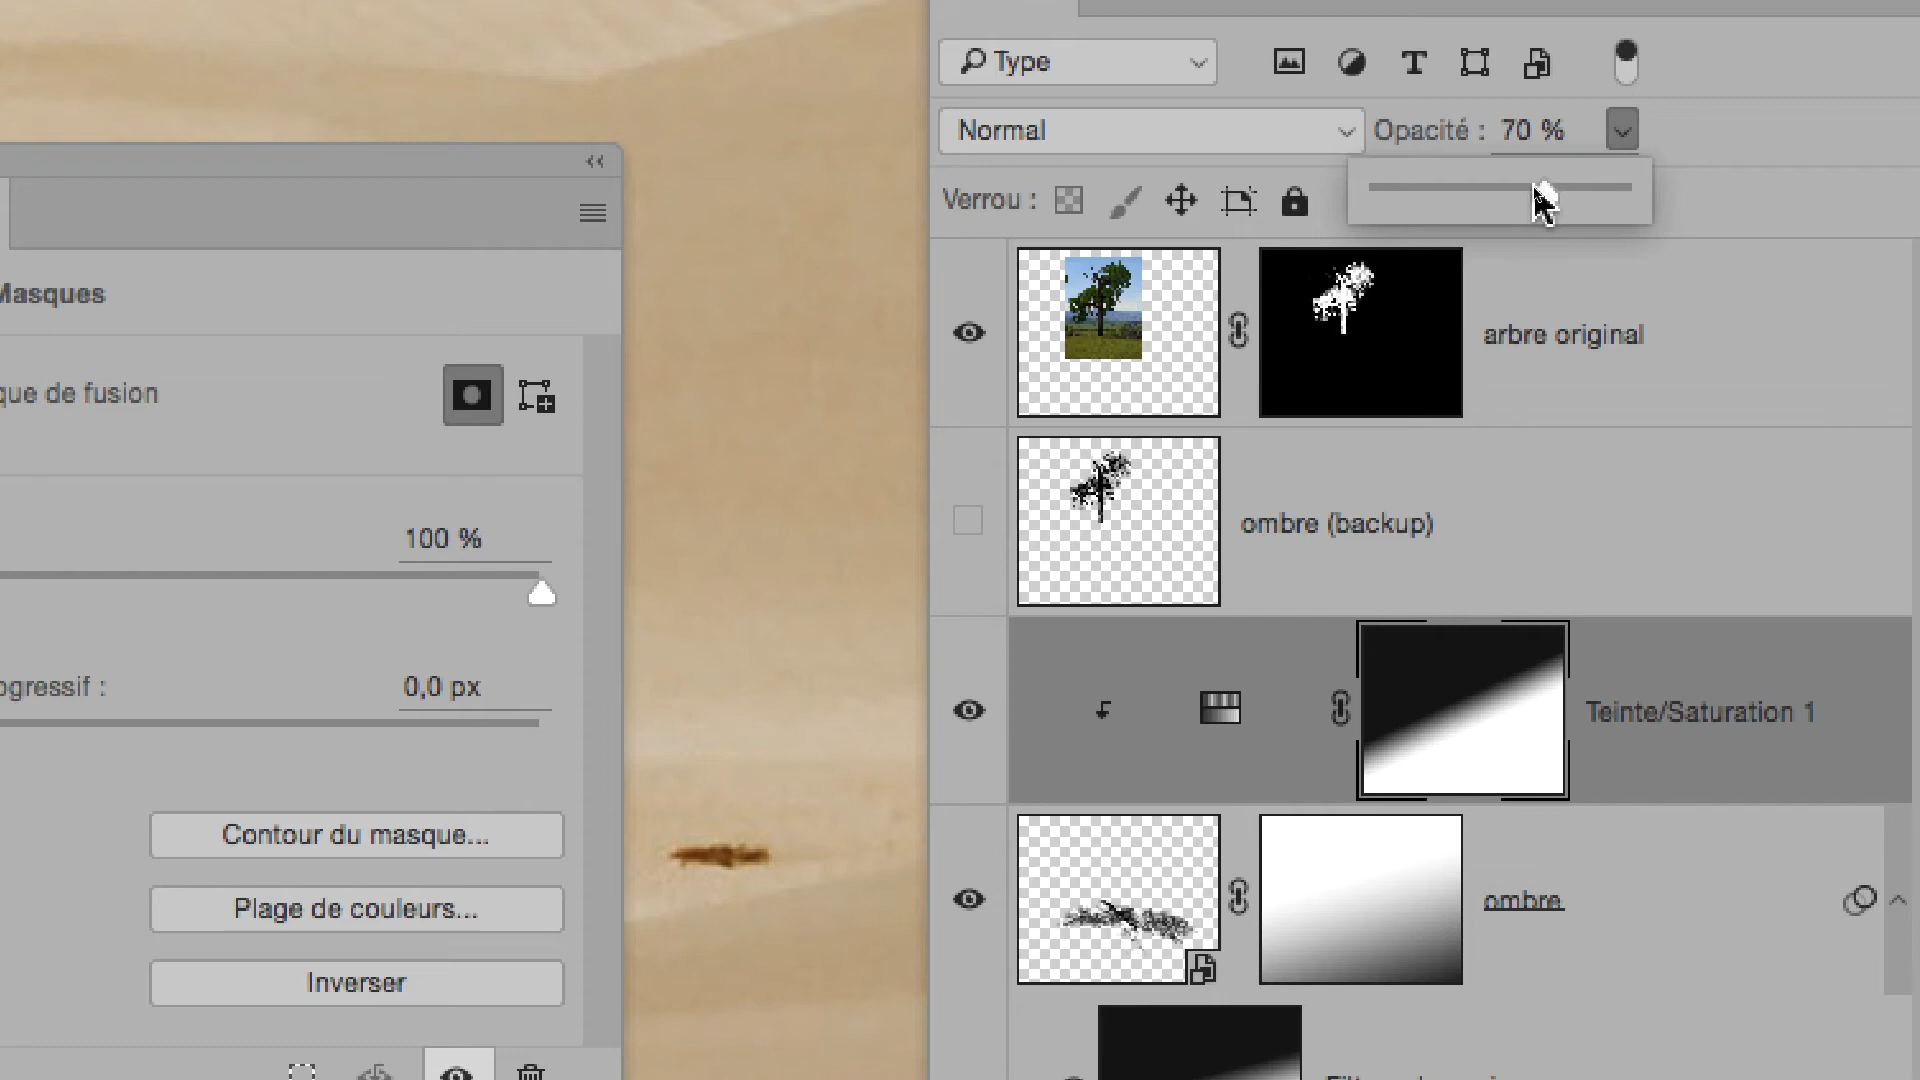 Type
Normal
Opacité : 70 %
Verrou :
Masques
que de fusion
100 %
ogressif :
0,0 px
Contour du masque...
Plage de couleurs...
Inverser
arbre original
ombre (backup)
Teinte/Saturation 1
ombre